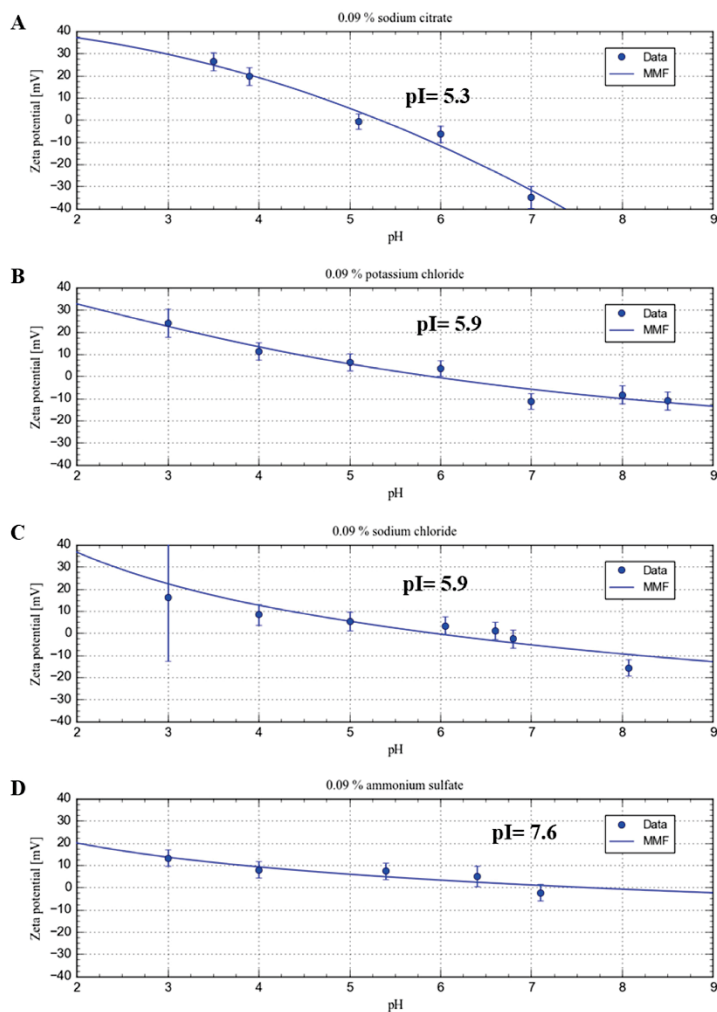 A
0.09 % sodium citrate
40
30
20
10
0
−10
−20
−30
−40
Zeta potential [mV]
pI= 5.3
Data
MMF
2 3 4 5 6 7 8 9
pH
B
0.09 % potassium chloride
40
30
20
10
0
−10
−20
−30
−40
Zeta potential [mV]
pI= 5.9
Data
MMF
2 3 4 5 6 7 8 9
pH
C
0.09 % sodium chloride
40
30
20
10
0
−10
−20
−30
−40
Zeta potential [mV]
pI= 5.9
Data
MMF
2 3 4 5 6 7 8 9
pH
D
0.09 % ammonium sulfate
40
30
20
10
0
−10
−20
−30
−40
Zeta potential [mV]
pI= 7.6
Data
MMF
2 3 4 5 6 7 8 9
pH